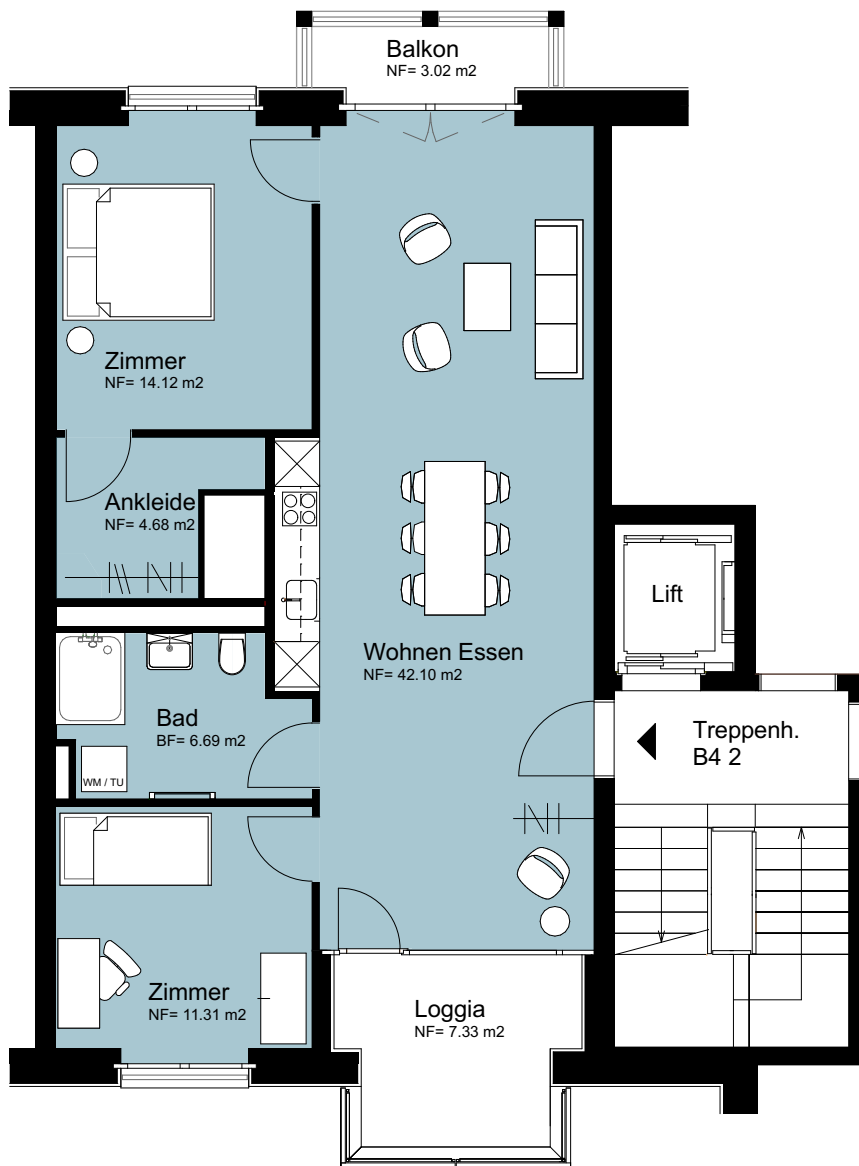 Balkon
NF= 3.02 m2
Zimmer
NF= 14.12 m2
Ankleide
NF= 4.68 m2
Lift
Wohnen Essen
NF= 42.10 m2
Bad
BF= 6.69 m2
Treppenh.
B4 2
WM / TU
Zimmer
NF= 11.31 m2
Loggia
NF= 7.33 m2